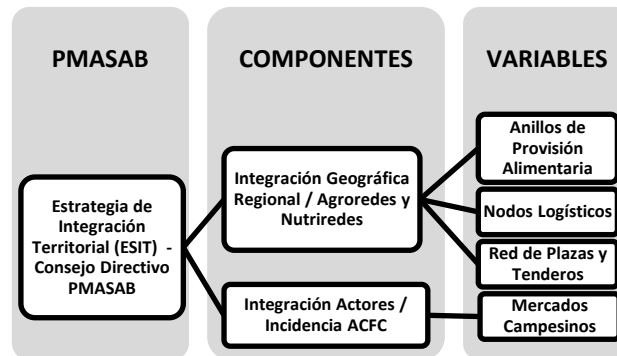 PMASAB
COMPONENTES
VARIABLES
Estrategia de
Integración
Territorial (ESIT)  -
Consejo Directivo
PMASAB
Integración Geográfica
Regional / Agroredes y
Nutriredes
Integración Actores /
Incidencia ACFC
Anillos de
Provisión
Alimentaria
Nodos Logísticos
Red de Plazas y
Tenderos
Mercados
Campesinos